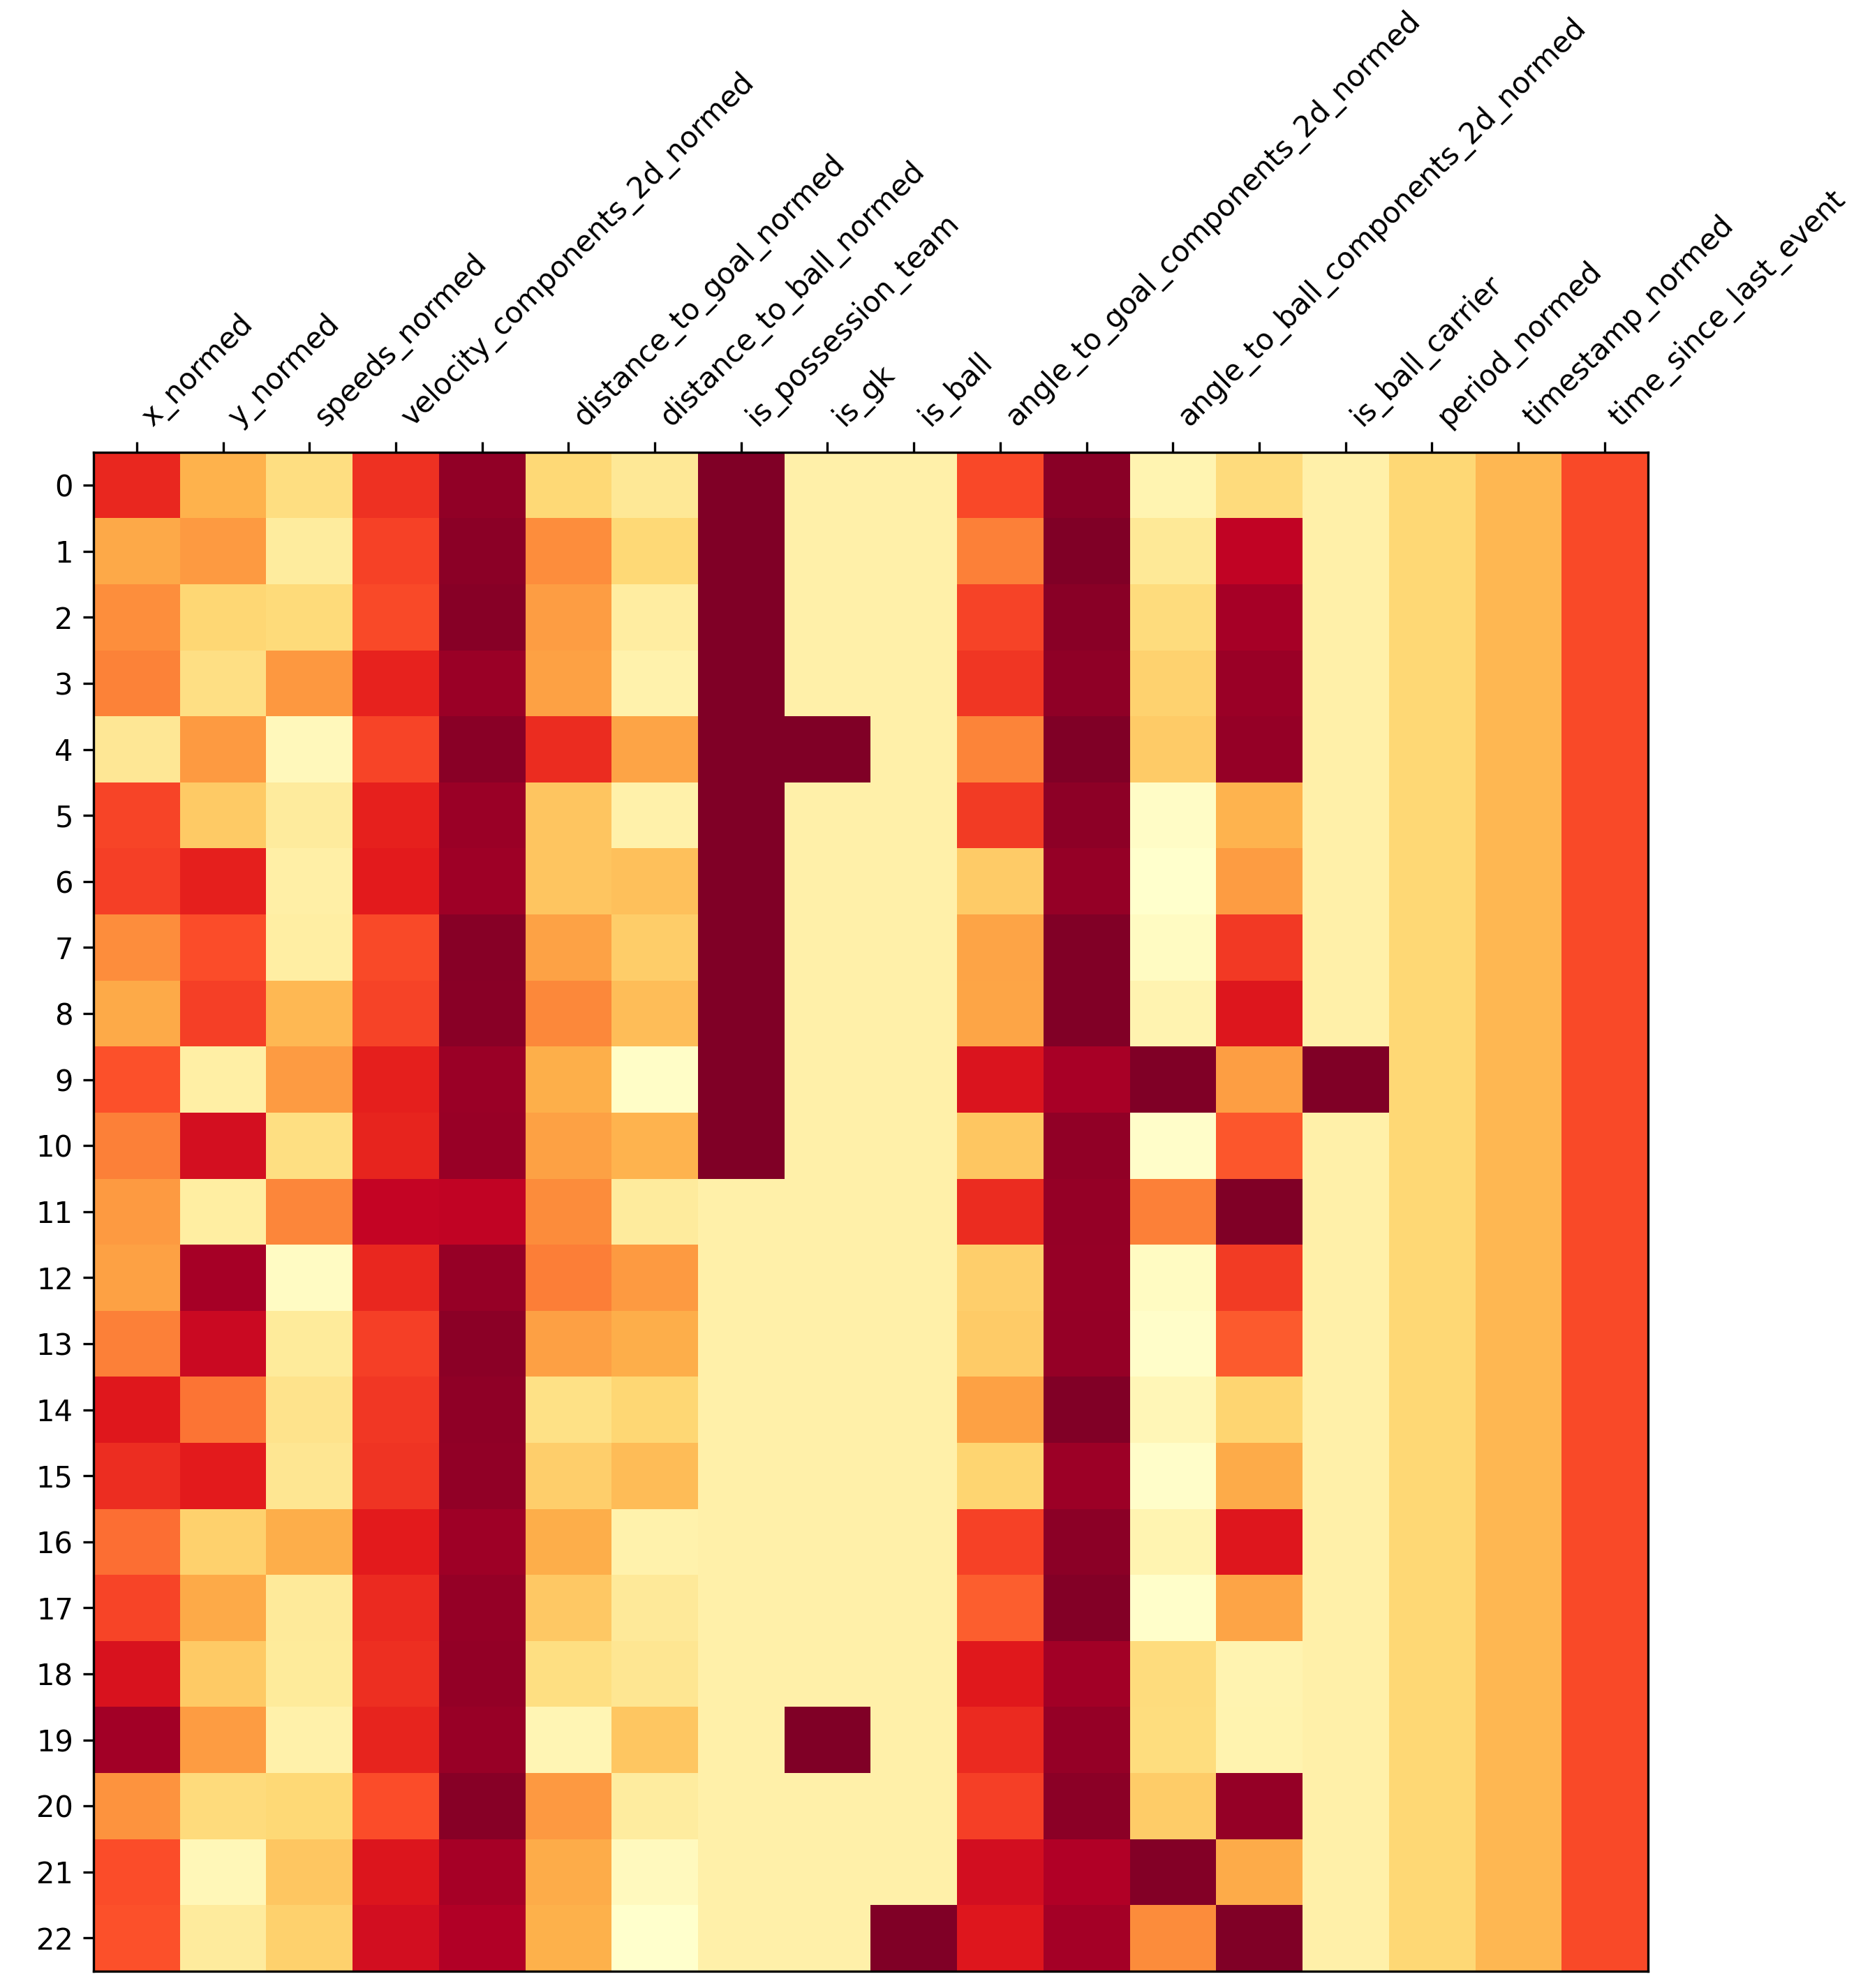 x_normed
y_normed
speeds_normed
velocity_components_2d_normed
distance_to_goal_normed
distance_to_ball_normed
is_possession_team
is_gk
is_ball
angle_to_goal_components_2d_normed
angle_to_ball_components_2d_normed
is_ball_carrier
period_normed
timestamp_normed
time_since_last_event
0
1
2
3
4
5
6
7
8
9
10
11
12
13
14
15
16
17
18
19
20
21
22